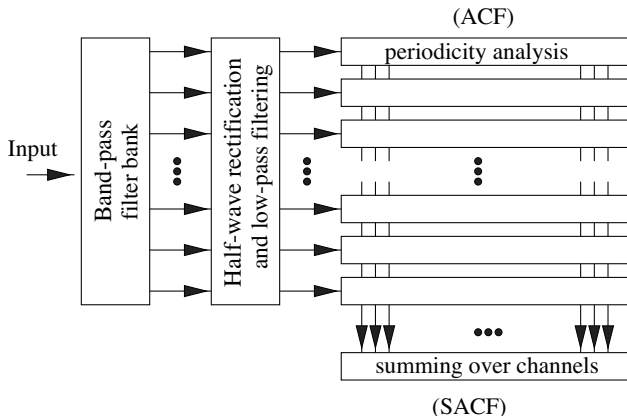 (ACF)
periodicity analysis
Input
Band-pass
filter bank
Half-wave rectification
and low-pass filtering
summing over channels
(SACF)